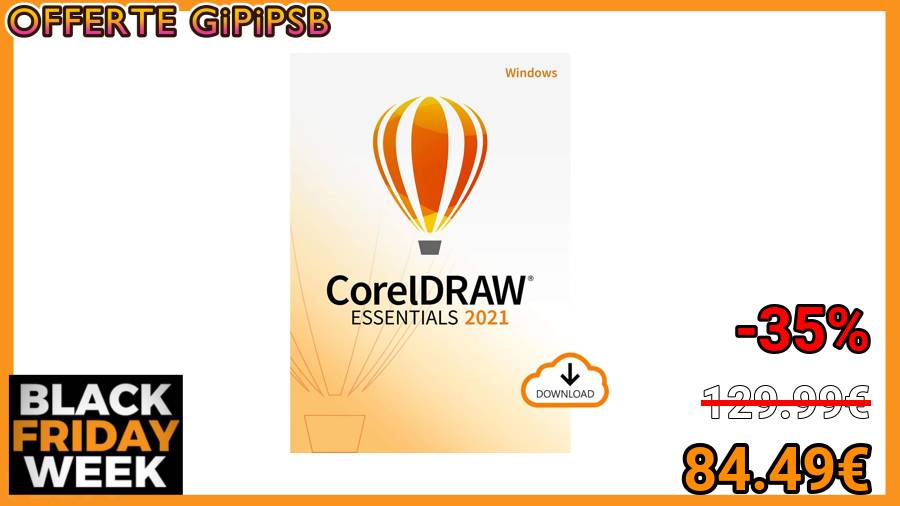 OFFERTE GiPiPSB
Windows
CorelDRAW®
ESSENTIALS 2021
DOWNLOAD
-35%
129.99€
84.49€
BLACK
FRIDAY
WEEK